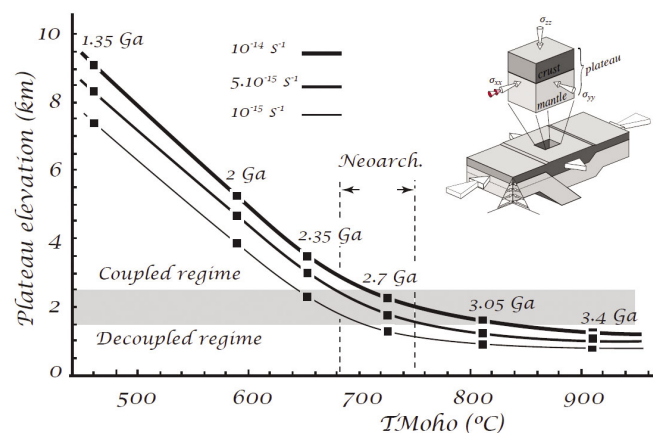 10
8
6
4
2
0
Plateau elevation (km)
1.35 Ga
10⁻¹⁴ s⁻¹
5.10⁻¹⁵ s⁻¹
10⁻¹⁵ s⁻¹
σzz
crust
mantle
plateau
σxx
σyy
Neoarch.
2 Ga
2.35 Ga
2.7 Ga
3.05 Ga
3.4 Ga
Coupled regime
Decoupled regime
500
600
700
800
900
TMoho (ºC)